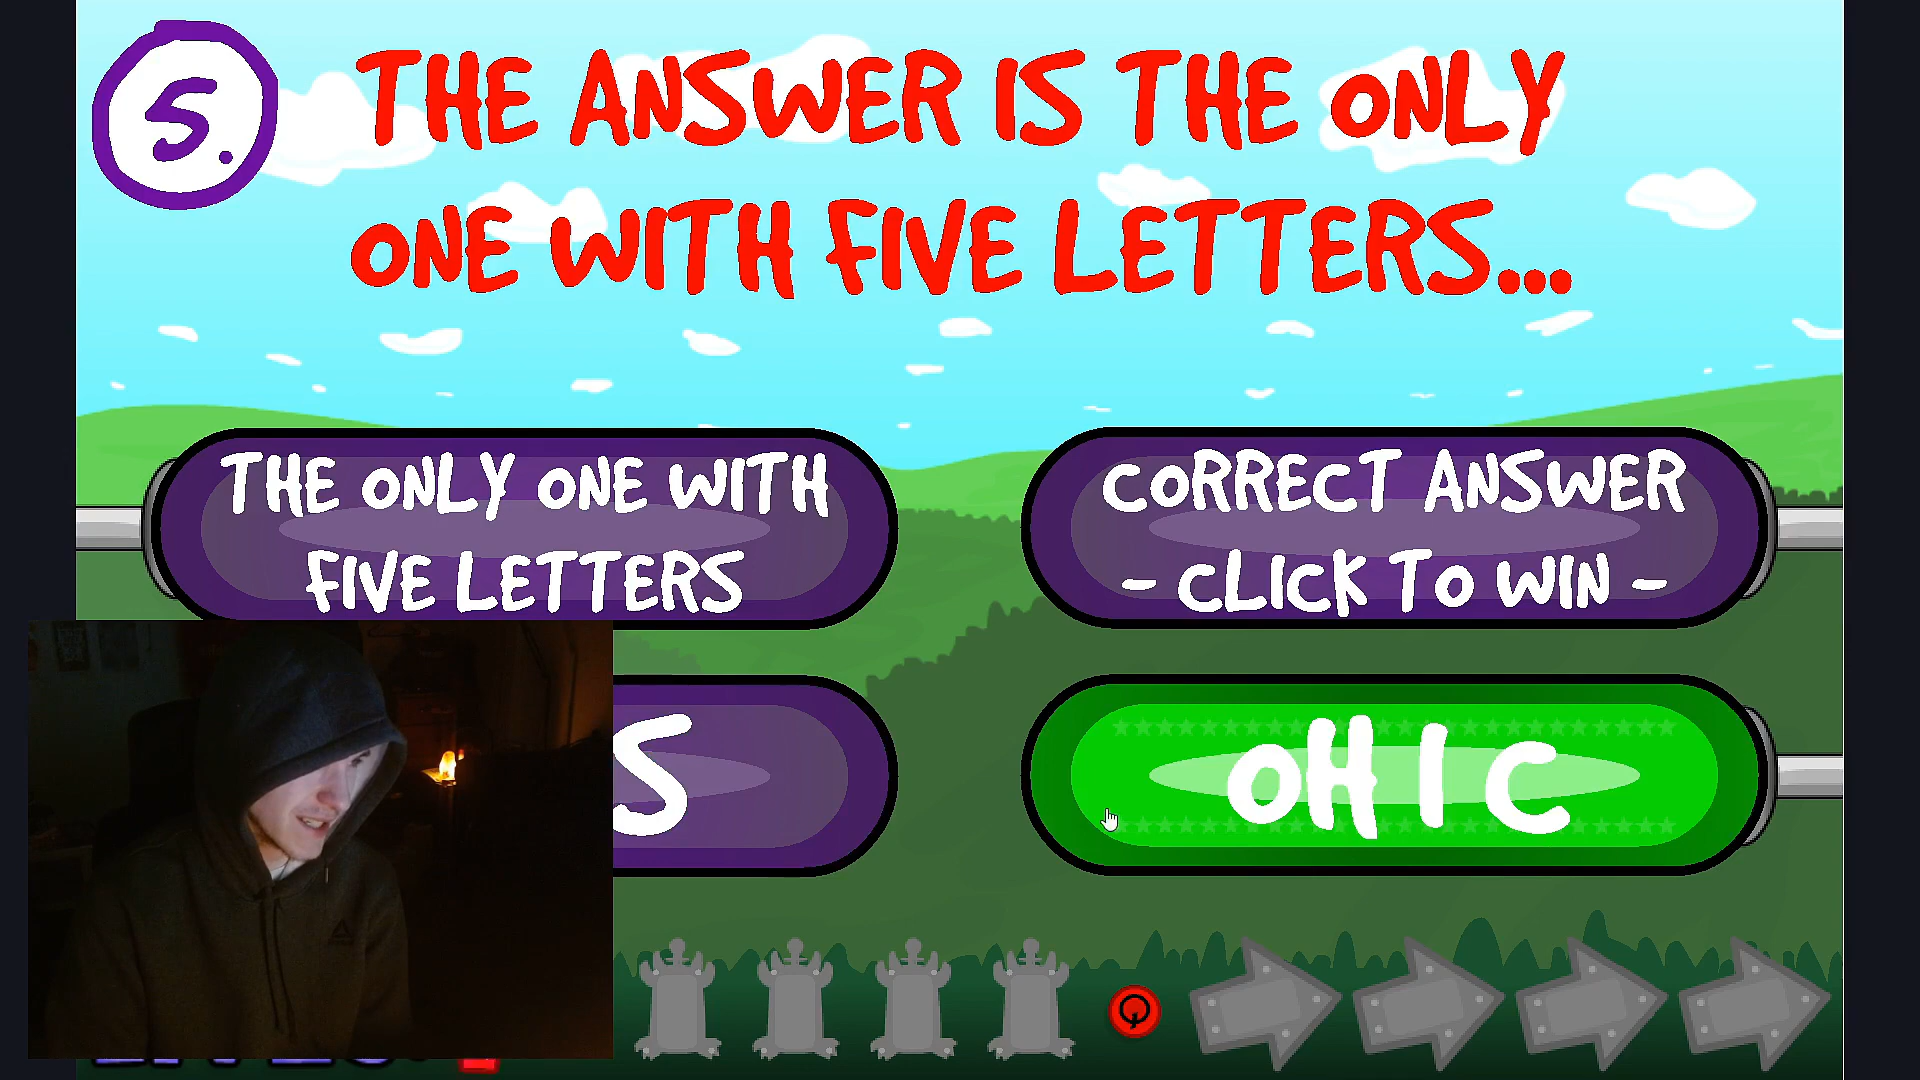 5.
THE ANSWER IS THE ONLY
ONE WITH FIVE LETTERS...
THE ONLY ONE WITH
FIVE LETTERS
CORRECT ANSWER
- CLICK TO WIN -
S
OH I C
Q